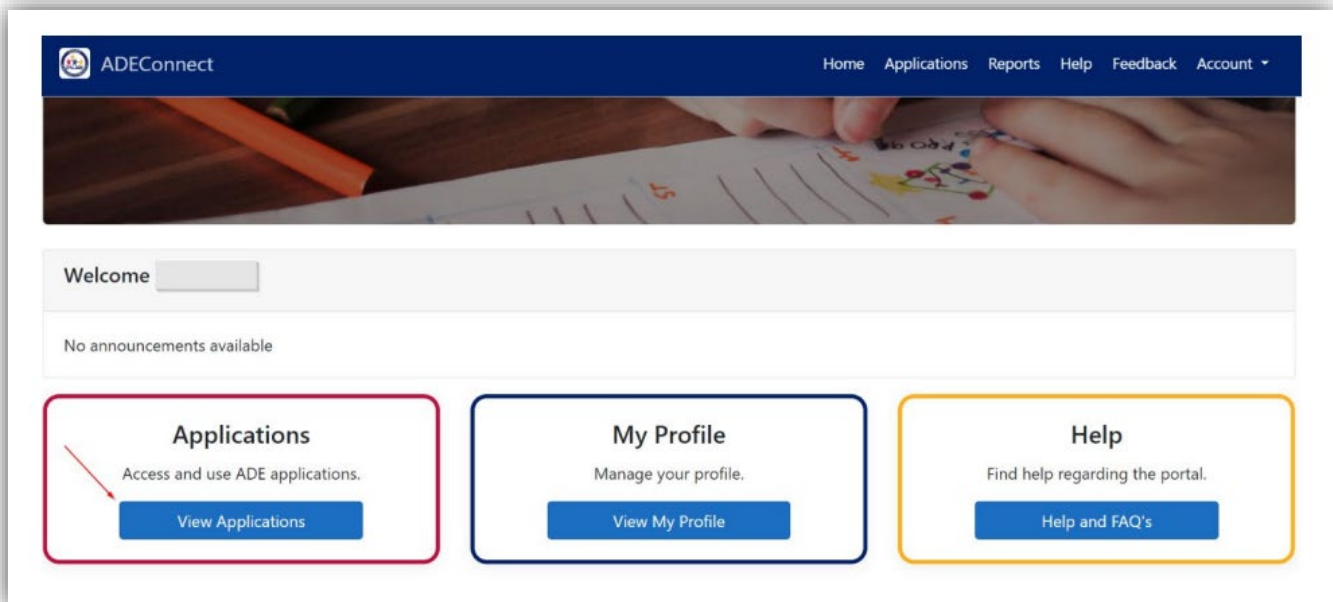 ADEConnect
Home Applications Reports Help Feedback Account
Welcome
No announcements available
Applications
Access and use ADE applications.
View Applications
My Profile
Manage your profile.
View My Profile
Help
Find help regarding the portal.
Help and FAQ's